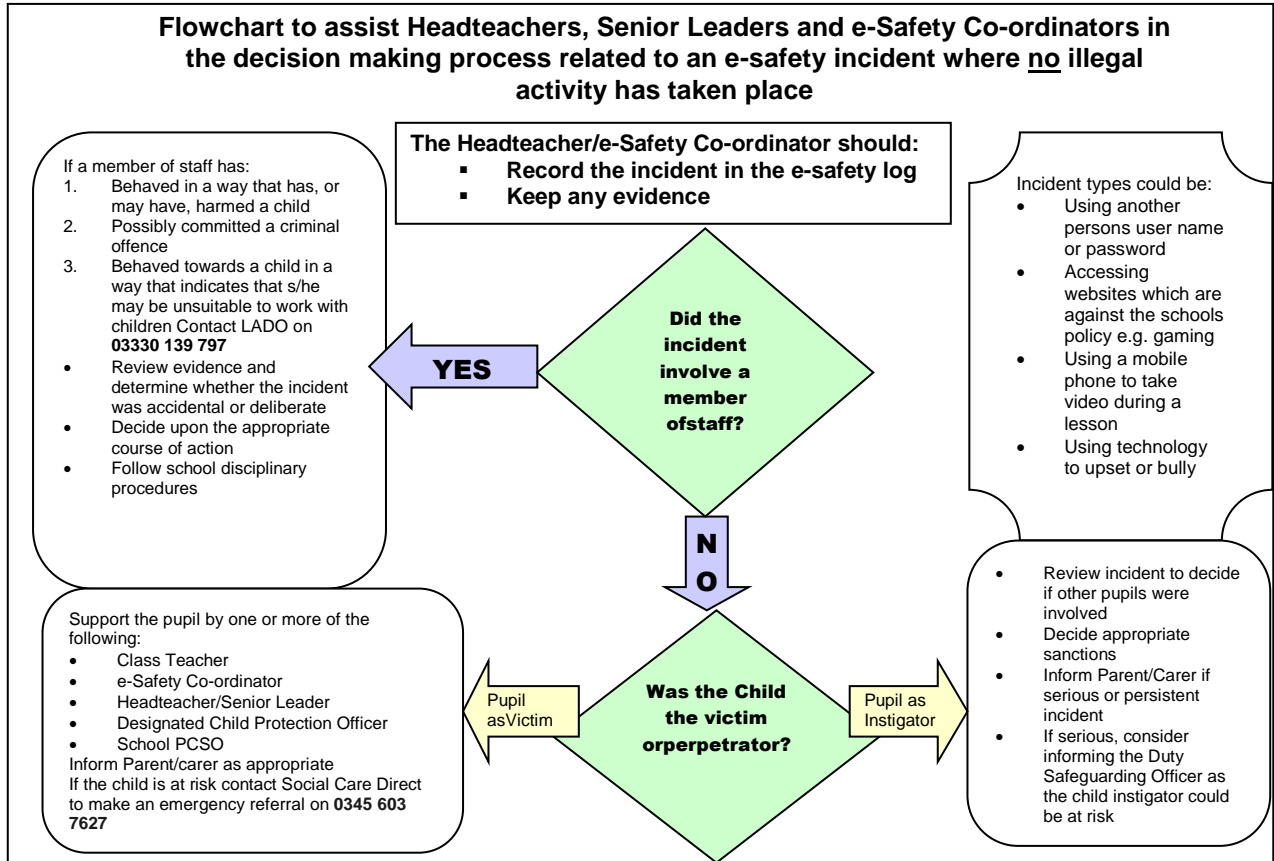 Flowchart to assist Headteachers, Senior Leaders and e-Safety Co-ordinators in
the decision making process related to an e-safety incident where no illegal
activity has taken place
The Headteacher/e-Safety Co-ordinator should:
▪ Record the incident in the e-safety log
▪ Keep any evidence
If a member of staff has:
1. Behaved in a way that has, or
may have, harmed a child
2. Possibly committed a criminal
offence
3. Behaved towards a child in a
way that indicates that s/he
may be unsuitable to work with
children Contact LADO on
03330 139 797
• Review evidence and
determine whether the incident
was accidental or deliberate
• Decide upon the appropriate
course of action
• Follow school disciplinary
procedures
YES
Did the
incident
involve a
member
ofstaff?
Incident types could be:
• Using another
persons user name
or password
• Accessing
websites which are
against the schools
policy e.g. gaming
• Using a mobile
phone to take
video during a
lesson
• Using technology
to upset or bully
N
O
Support the pupil by one or more of the
following:
• Class Teacher
• e-Safety Co-ordinator
• Headteacher/Senior Leader
• Designated Child Protection Officer
• School PCSO
Inform Parent/carer as appropriate
If the child is at risk contact Social Care Direct
to make an emergency referral on 0345 603
7627
Pupil
asVictim
Was the Child
the victim
orperpetrator?
Pupil as
Instigator
• Review incident to decide
if other pupils were
involved
• Decide appropriate
sanctions
• Inform Parent/Carer if
serious or persistent
incident
• If serious, consider
informing the Duty
Safeguarding Officer as
the child instigator could
be at risk